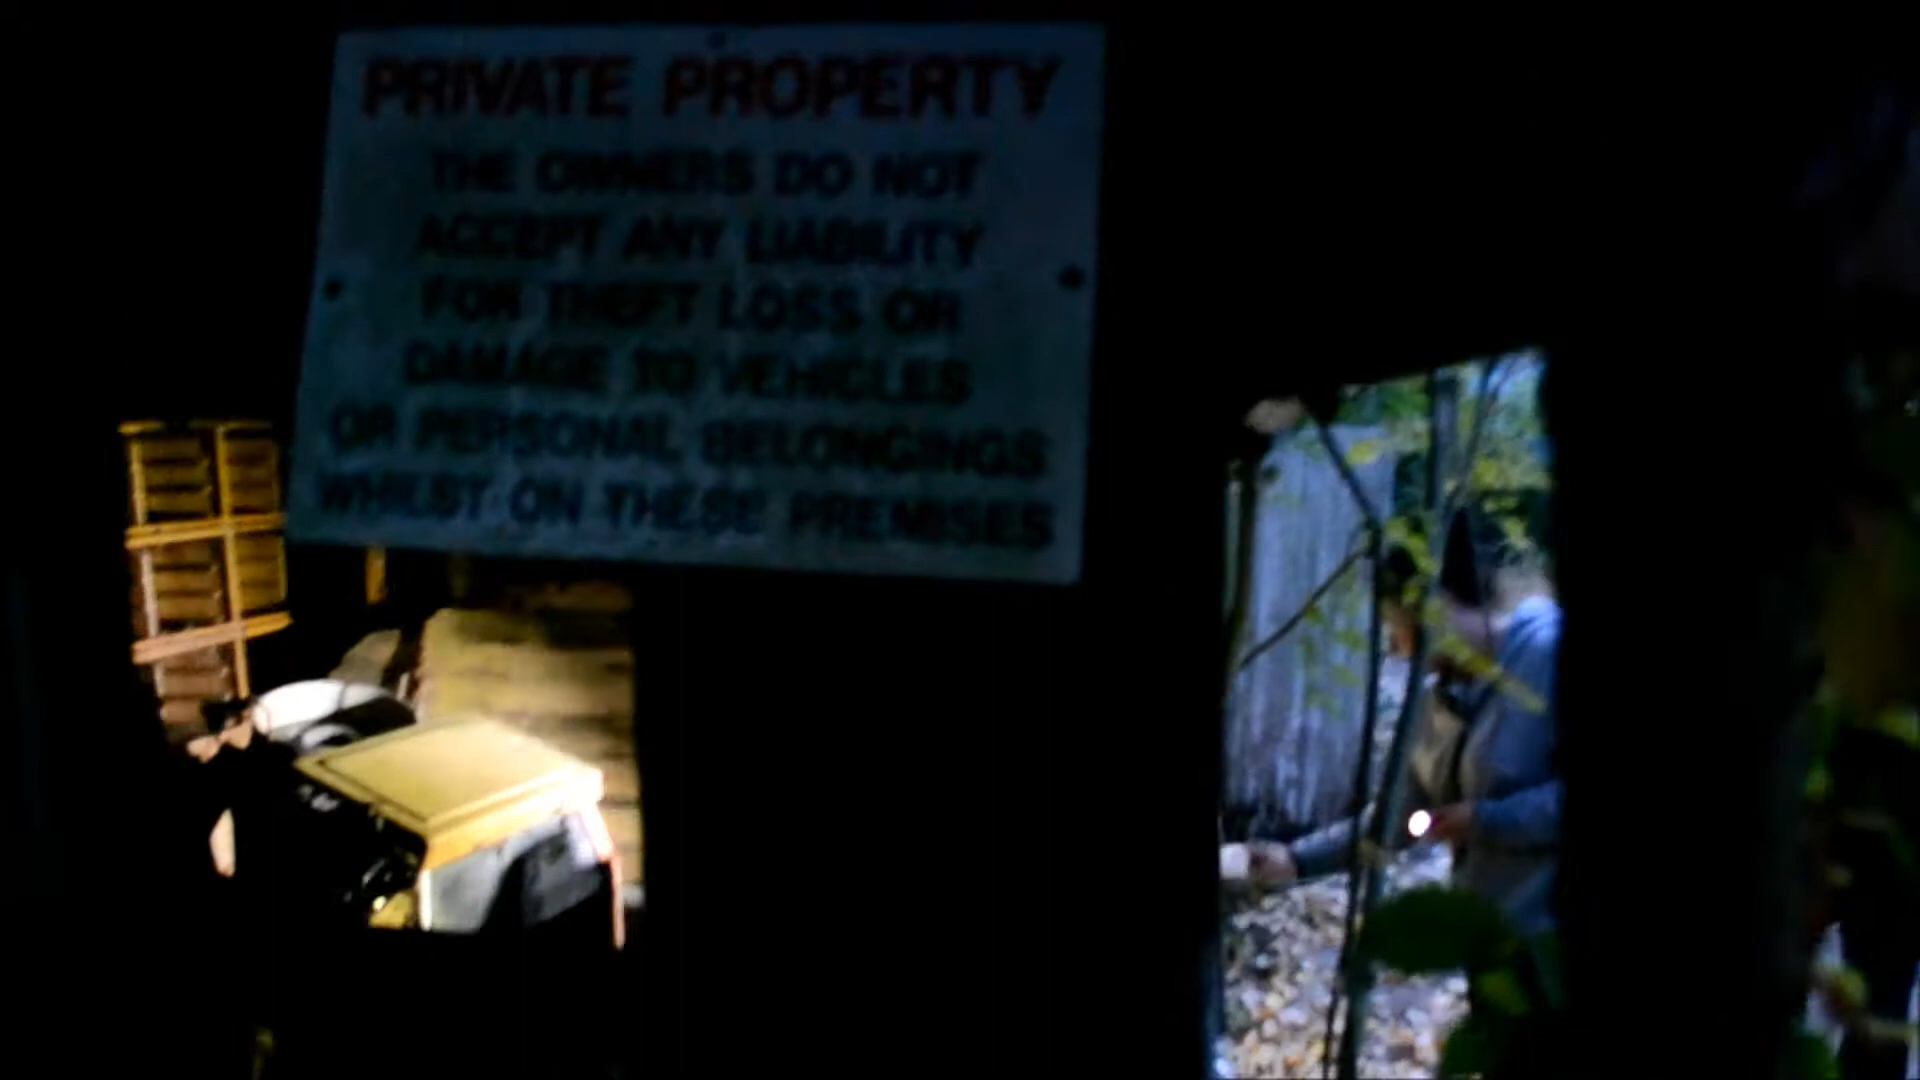 PRIVATE PROPERTY
THE OWNERS DO NOT
ACCEPT ANY LIABILITY
FOR THEFT LOSS OR
DAMAGE TO VEHICLES
OR PERSONAL BELONGINGS
WHILST ON THESE PREMISES